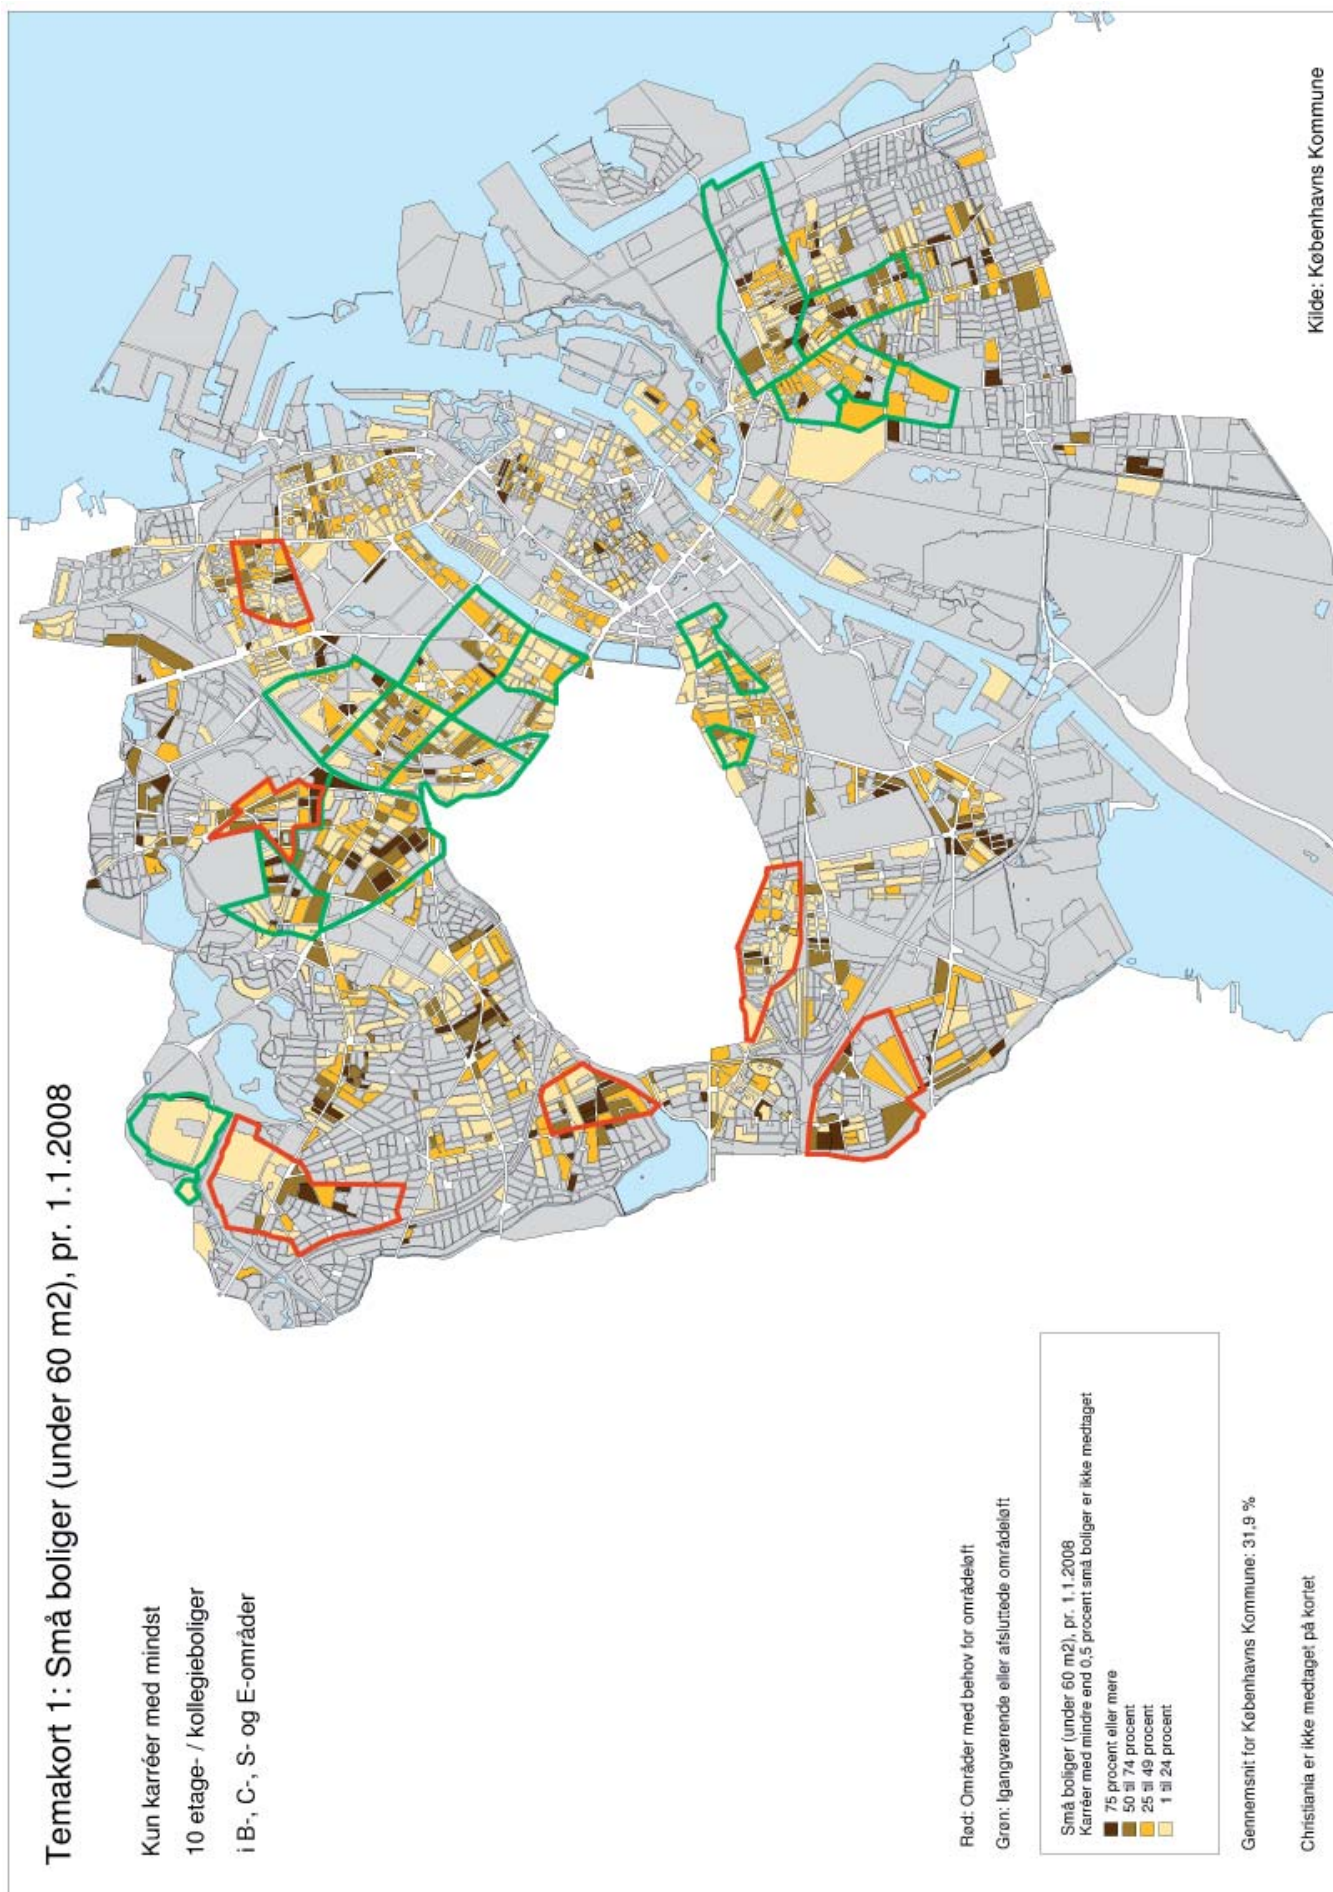 Temakort 1: Små boliger (under 60 m2), pr. 1.1.2008
Kun karréer med mindst
10 etage- / kollegieboliger
i B-, C-, S- og E-områder
Rød: Områder med behov for områdeløft
Grøn: Igangværende eller afsluttede områdeløft
Små boliger (under 60 m2), pr. 1.1.2008
Karréer med mindre end 0,5 procent små boliger er ikke medtaget
75 procent eller mere
50 til 74 procent
25 til 49 procent
1 til 24 procent
Gennemsnit for Københavns Kommune: 31,9 %
Christiania er ikke medtaget på kortet
Kilde: Københavns Kommune